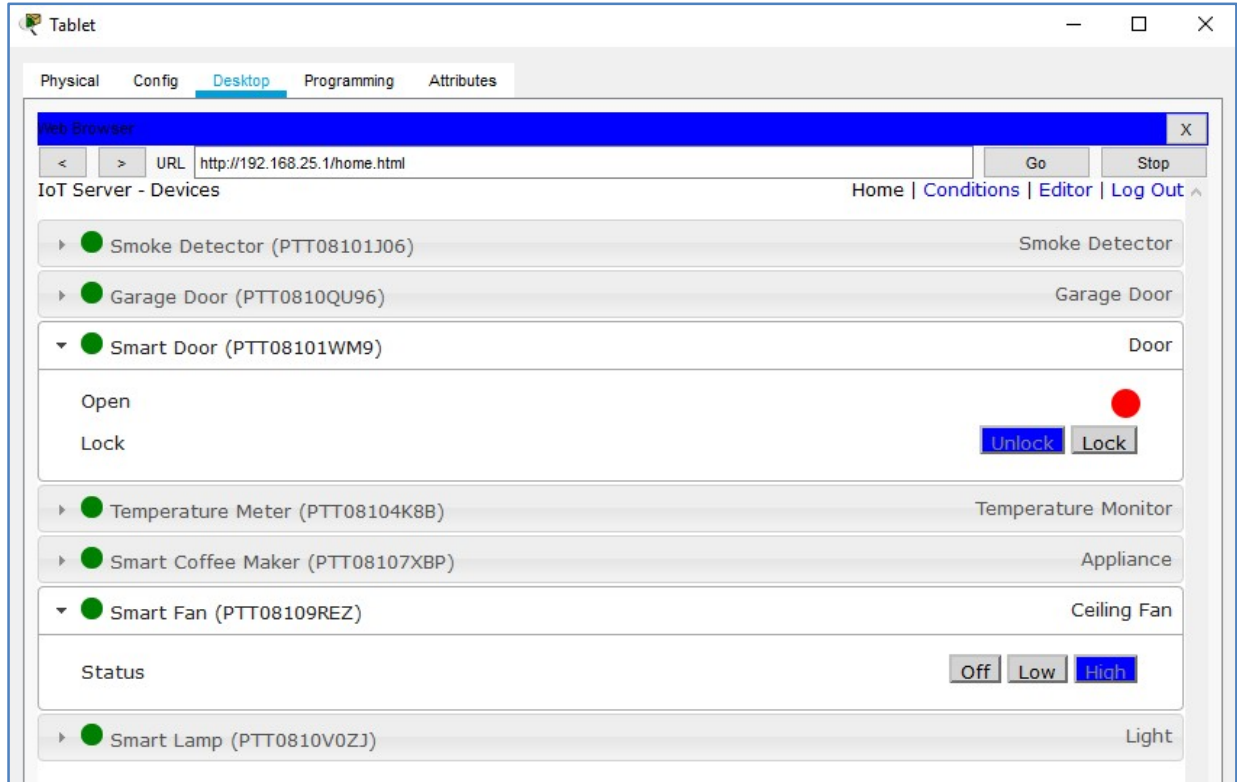 Tablet
Physical Config Desktop Programming Attributes
Web Browser X
< > URL http://192.168.25.1/home.html Go Stop
IoT Server - Devices Home | Conditions | Editor | Log Out
Smoke Detector (PTT08101J06) Smoke Detector
Garage Door (PTT0810QU96) Garage Door
Smart Door (PTT08101WM9) Door
Open
Lock Unlock Lock
Temperature Meter (PTT08104K8B) Temperature Monitor
Smart Coffee Maker (PTT08107XBP) Appliance
Smart Fan (PTT08109REZ) Ceiling Fan
Status Off Low High
Smart Lamp (PTT0810V0ZJ) Light